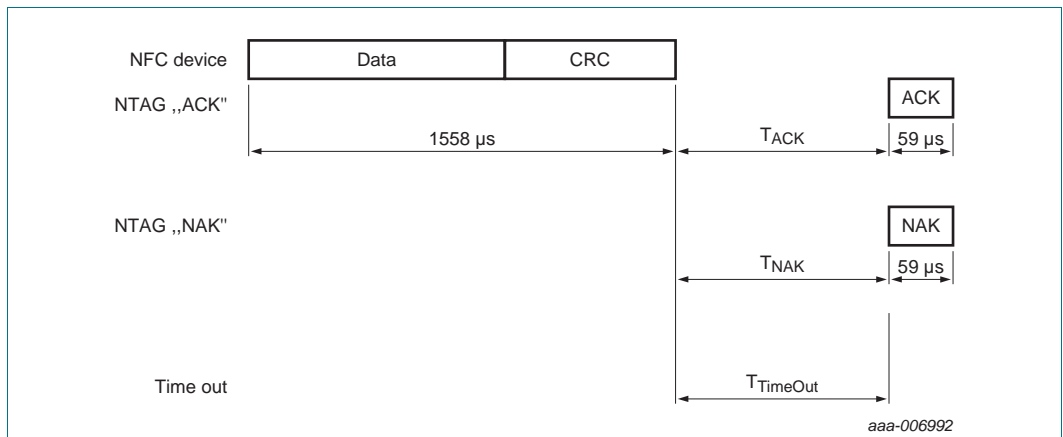 NFC device Data CRC
NTAG ,,ACK" ACK
1558 µs TACK 59 µs
NTAG ,,NAK" NAK
TNAK 59 µs
Time out TTimeOut
aaa-006992